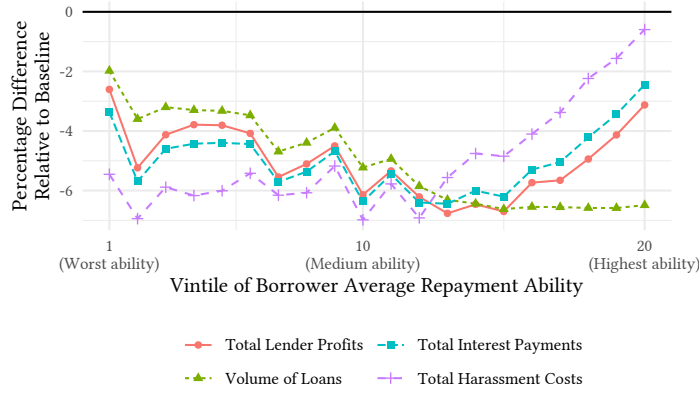 0
-2
-4
-6
Percentage Difference
Relative to Baseline
1 10 20
(Worst ability) (Medium ability) (Highest ability)
Vintile of Borrower Average Repayment Ability
Total Lender Profits Total Interest Payments
Volume of Loans Total Harassment Costs